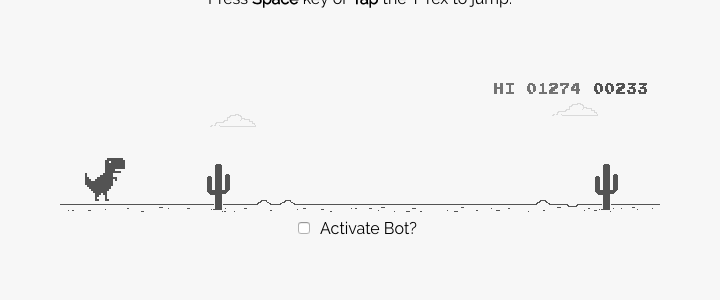 Press Space key or Tap the T-rex to jump.
HI 01274 00233
Activate Bot?